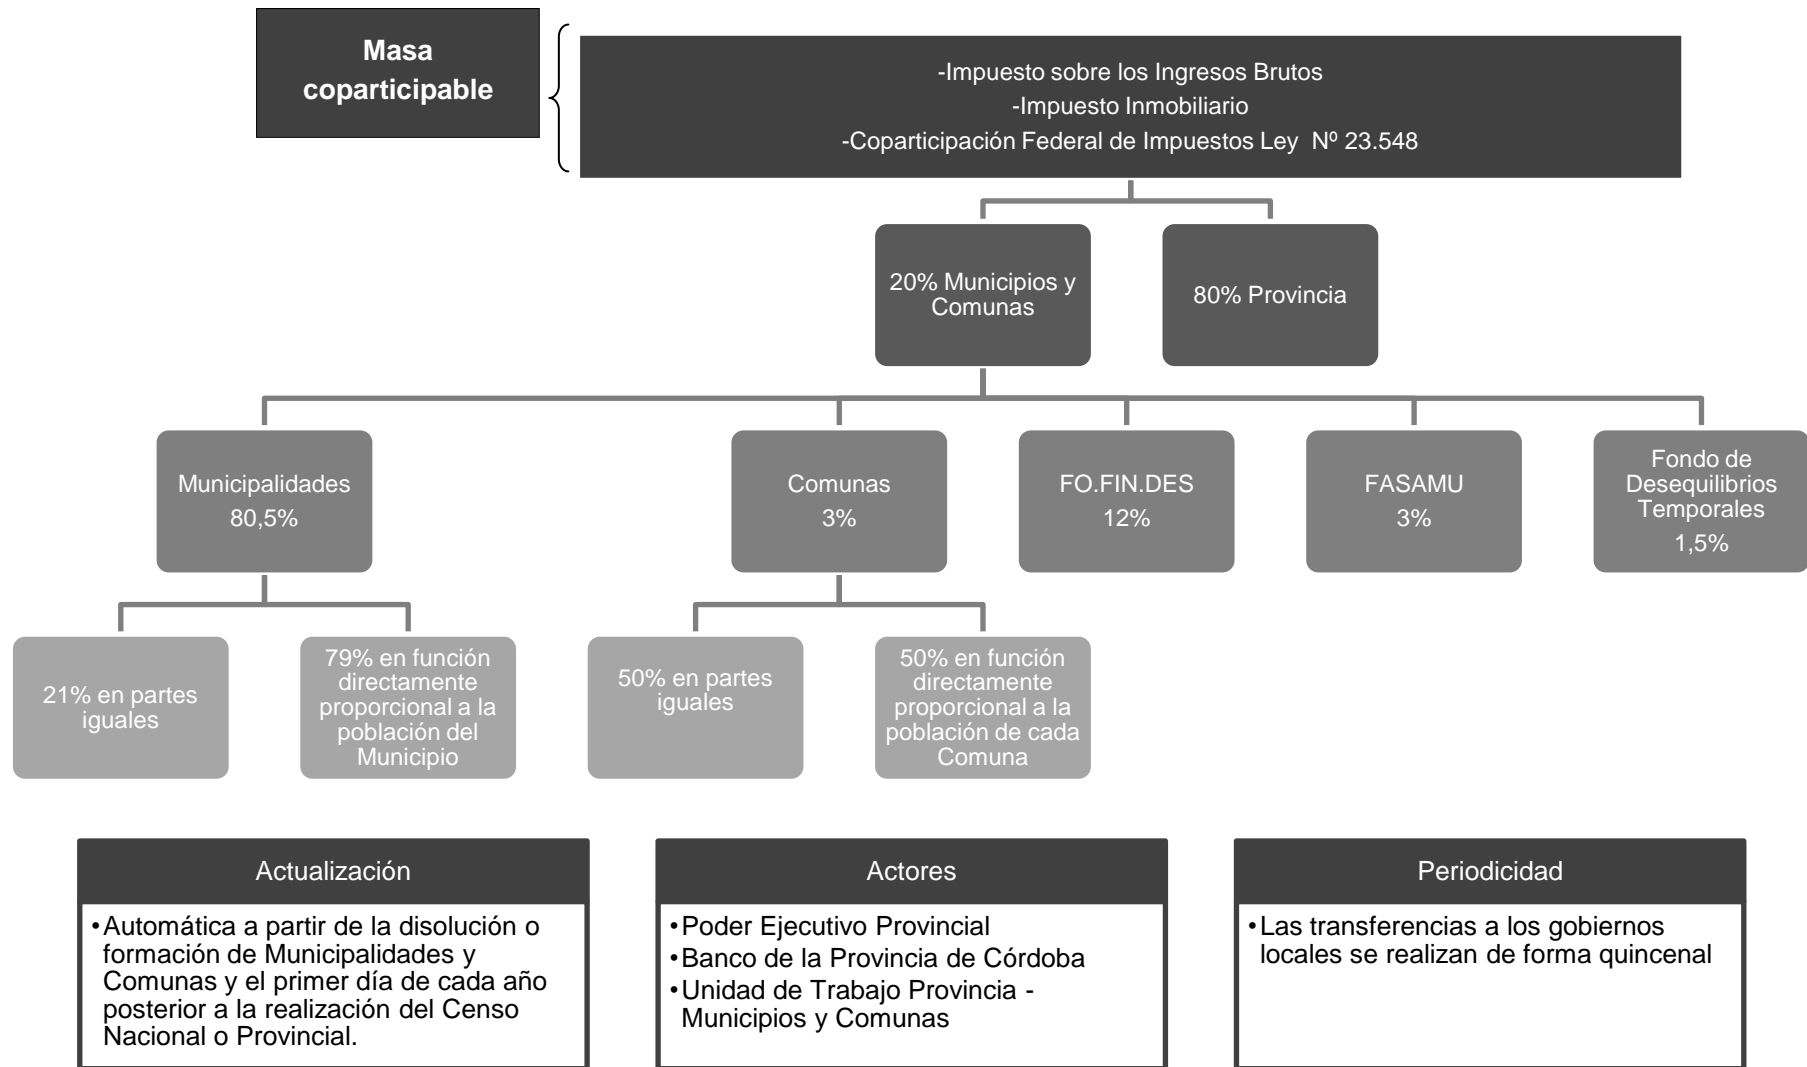 Masa
coparticipable
-Impuesto sobre los Ingresos Brutos
-Impuesto Inmobiliario
-Coparticipación Federal de Impuestos Ley Nº 23.548
20% Municipios y
Comunas
80% Provincia
Municipalidades
80,5%
Comunas
3%
FO.FIN.DES
12%
FASAMU
3%
Fondo de
Desequilibrios
Temporales
1,5%
21% en partes
iguales
79% en función
directamente
proporcional a la
población del
Municipio
50% en partes
iguales
50% en función
directamente
proporcional a la
población de cada
Comuna
Actualización
•Automática a partir de la disolución o
formación de Municipalidades y
Comunas y el primer día de cada año
posterior a la realización del Censo
Nacional o Provincial.
Actores
•Poder Ejecutivo Provincial
•Banco de la Provincia de Córdoba
•Unidad de Trabajo Provincia -
Municipios y Comunas
Periodicidad
•Las transferencias a los gobiernos
locales se realizan de forma quincenal